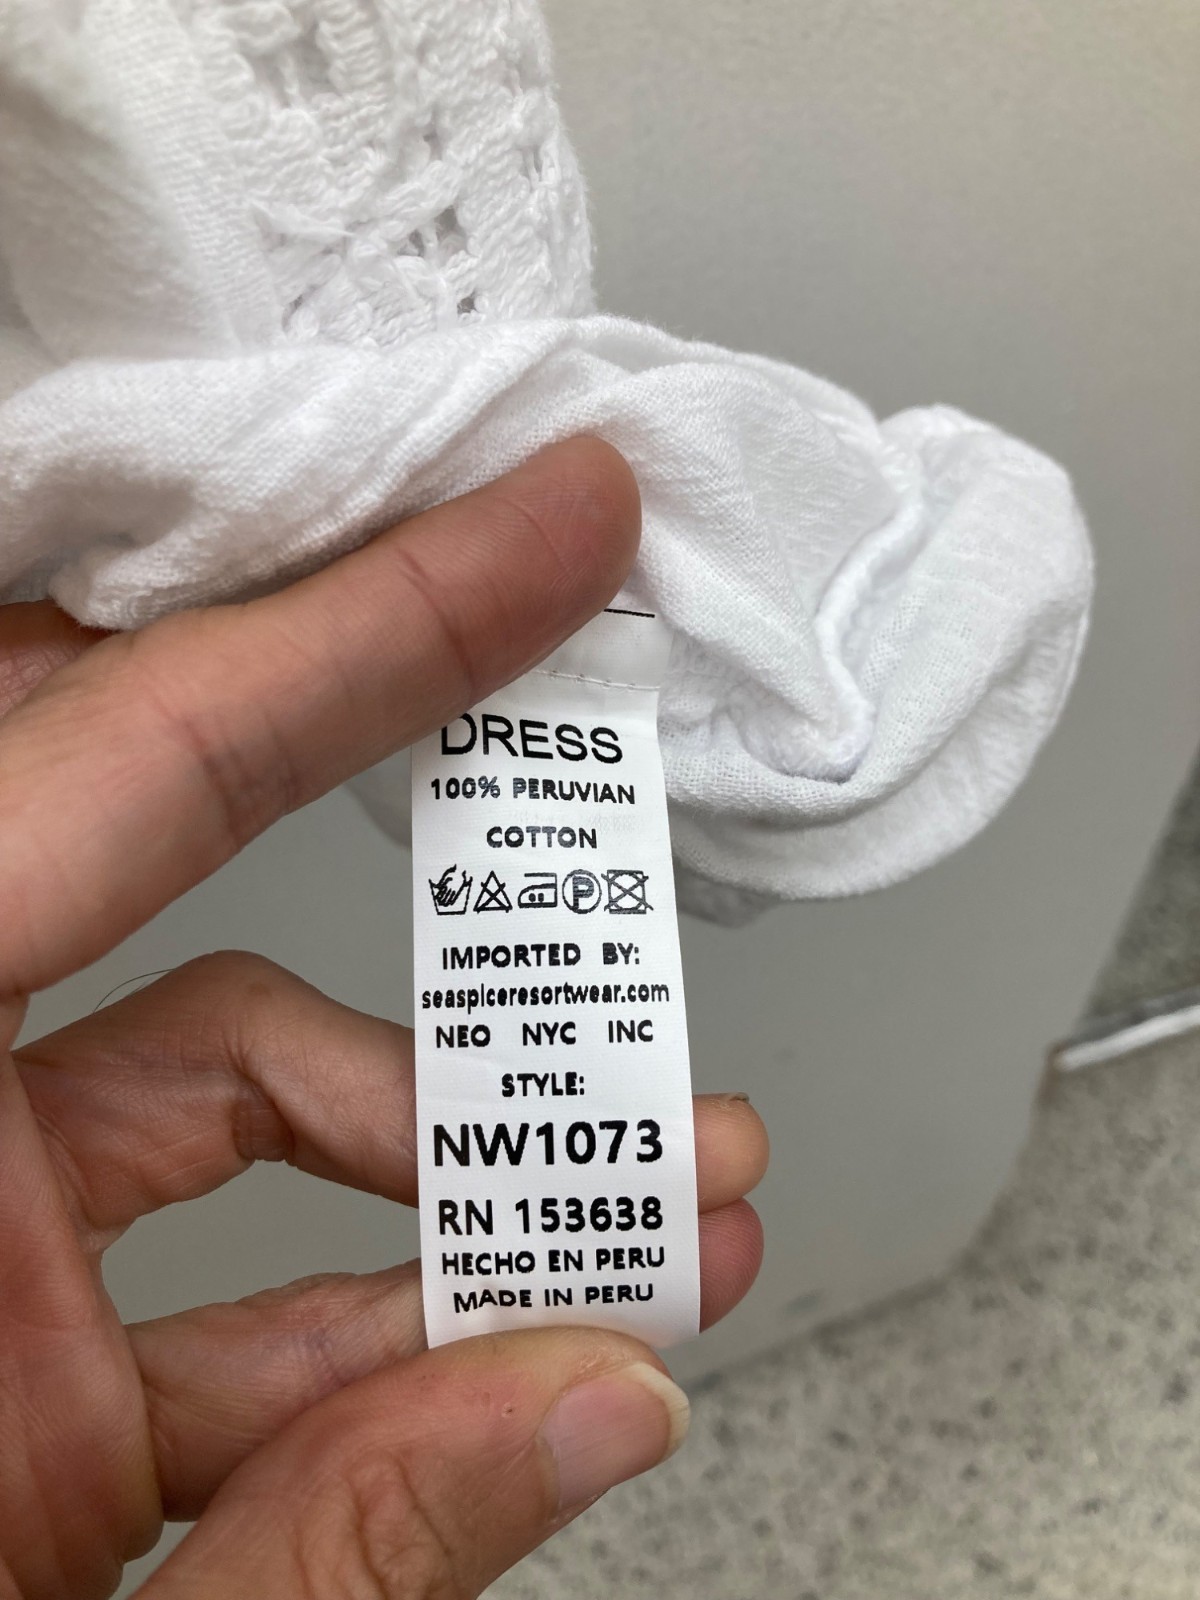 DRESS
100% PERUVIAN
COTTON
P
IMPORTED BY:
seaspiceresortwear.com
NEO NYC INC
STYLE:
NW1073
RN 153638
HECHO EN PERU
MADE IN PERU